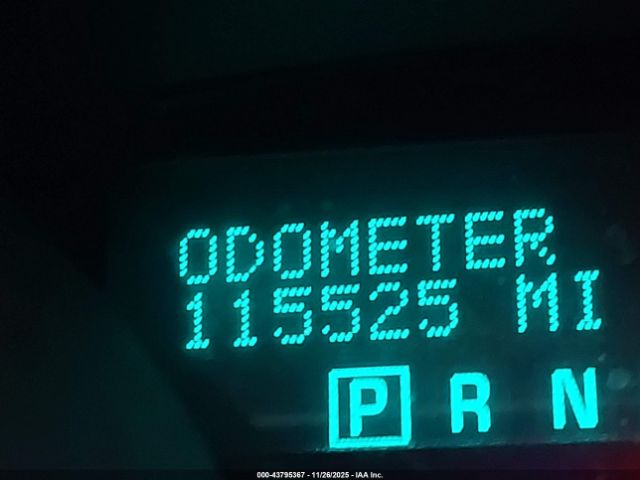 ODOMETER
115525 MI
P R N
000-43795367 - 11/26/2025 - IAA Inc.